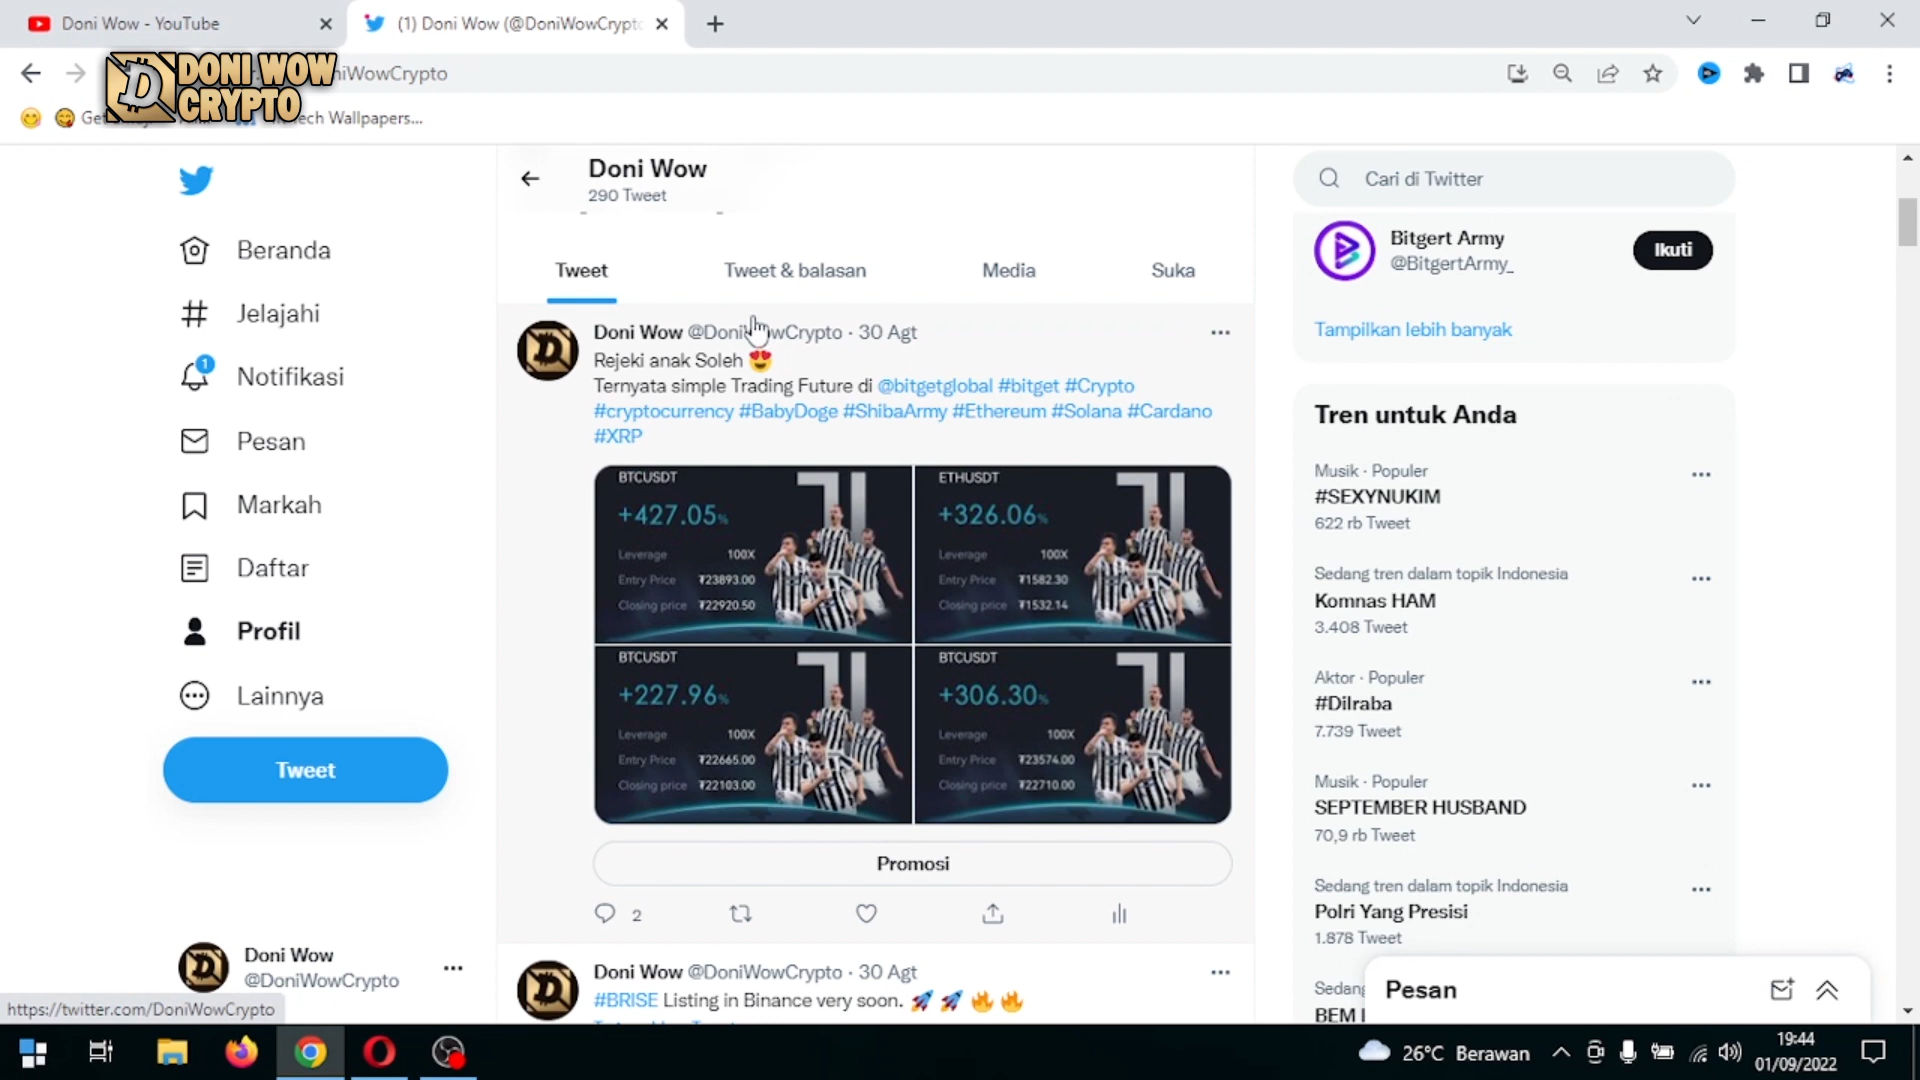 Doni Wow - YouTube
(1) Doni Wow (@DoniWowCrypto
DONI WOW
CRYPTO
iWowCrypto
Get
ech Wallpapers...
Doni Wow
290 Tweet
Tweet
Tweet & balasan
Media
Suka
Beranda
Jelajahi
1
Notifikasi
Pesan
Markah
Daftar
Profil
Lainnya
Tweet
Doni Wow
@DoniWowCrypto
https://twitter.com/DoniWowCrypto
Doni Wow @DoniWowCrypto · 30 Agt
Rejeki anak Soleh 😍
Ternyata simple Trading Future di @bitgetglobal #bitget #Crypto
#cryptocurrency #BabyDoge #ShibaArmy #Ethereum #Solana #Cardano
#XRP
BTCUSDT
+427.05%
Leverage 100X
Entry Price ₮23893.00
Closing price ₮22920.50
ETHUSDT
+326.06%
Leverage 100X
Entry Price ₮1582.30
Closing price ₮1532.14
BTCUSDT
+227.96%
Leverage 100X
Entry Price ₮22665.00
Closing price ₮22103.00
BTCUSDT
+306.30%
Leverage 100X
Entry Price ₮23574.00
Closing price ₮22710.00
Promosi
2
Doni Wow @DoniWowCrypto · 30 Agt
#BRISE Listing in Binance very soon. 🚀 🚀 🔥 🔥
Cari di Twitter
Bitgert Army
@BitgertArmy_
Ikuti
Tampilkan lebih banyak
Tren untuk Anda
Musik · Populer
#SEXYNUKIM
622 rb Tweet
Sedang tren dalam topik Indonesia
Komnas HAM
3.408 Tweet
Aktor · Populer
#Dilraba
7.739 Tweet
Musik · Populer
SEPTEMBER HUSBAND
70,9 rb Tweet
Sedang tren dalam topik Indonesia
Polri Yang Presisi
1.878 Tweet
Sedang
BEM
Pesan
26°C Berawan
19:44
01/09/2022